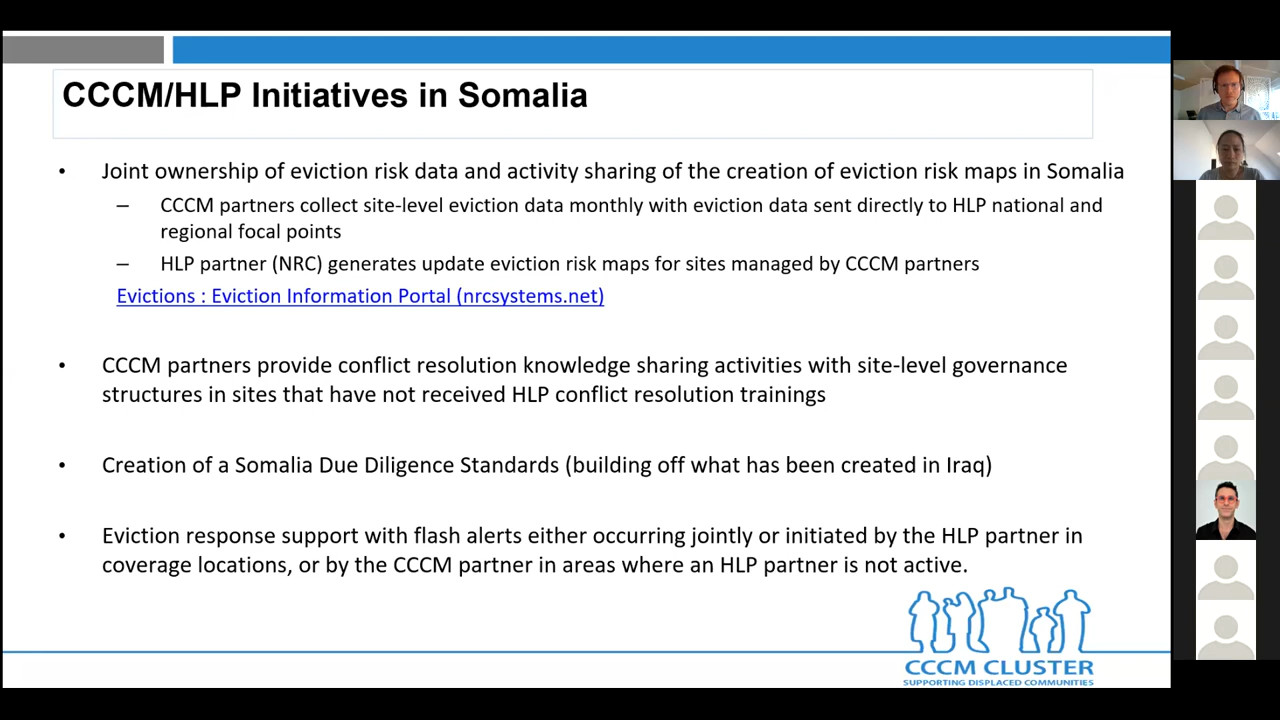 CCCM/HLP Initiatives in Somalia
• Joint ownership of eviction risk data and activity sharing of the creation of eviction risk maps in Somalia
– CCCM partners collect site-level eviction data monthly with eviction data sent directly to HLP national and
regional focal points
– HLP partner (NRC) generates update eviction risk maps for sites managed by CCCM partners
Evictions : Eviction Information Portal (nrcsystems.net)
• CCCM partners provide conflict resolution knowledge sharing activities with site-level governance
structures in sites that have not received HLP conflict resolution trainings
• Creation of a Somalia Due Diligence Standards (building off what has been created in Iraq)
• Eviction response support with flash alerts either occurring jointly or initiated by the HLP partner in
coverage locations, or by the CCCM partner in areas where an HLP partner is not active.
CCCM CLUSTER
SUPPORTING DISPLACED COMMUNITIES